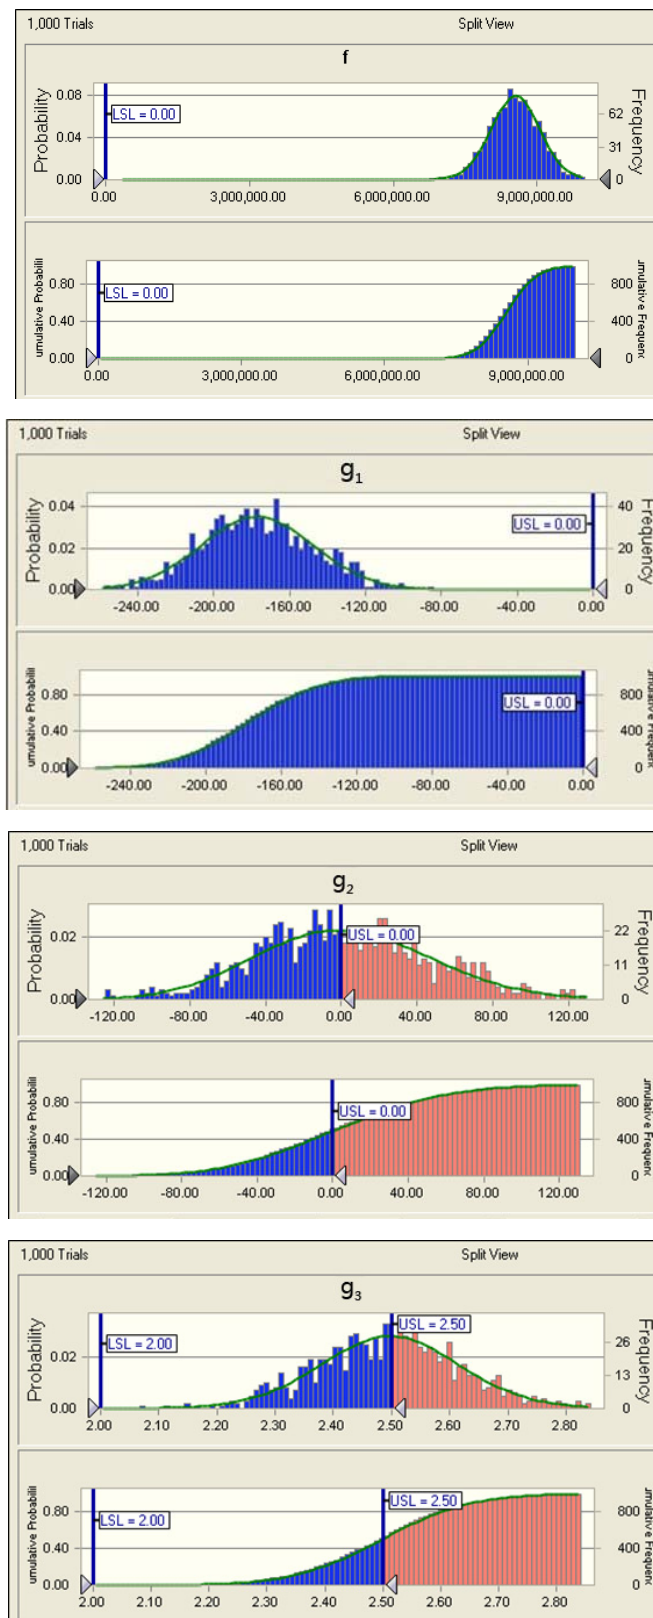 1,000 Trials Split View
f
Probability
Frequency
0.08
0.04
0.00
62
31
0
LSL = 0.00
0.00 3,000,000.00 6,000,000.00 9,000,000.00
umulative Probabili
umulative Frequenc
0.80
0.40
0.00
800
400
0
LSL = 0.00
0.00 3,000,000.00 6,000,000.00 9,000,000.00
1,000 Trials Split View
g1
Probability
Frequency
0.04
0.02
0.00
40
20
0
USL = 0.00
-240.00 -200.00 -160.00 -120.00 -80.00 -40.00 0.00
umulative Probabili
umulative Frequenc
0.80
0.40
0.00
800
400
0
USL = 0.00
-240.00 -200.00 -160.00 -120.00 -80.00 -40.00 0.00
1,000 Trials Split View
g2
Probability
Frequency
0.02
0.00
22
11
0
USL = 0.00
-120.00 -80.00 -40.00 0.00 40.00 80.00 120.00
umulative Probabili
umulative Frequenc
0.80
0.40
0.00
800
400
0
USL = 0.00
-120.00 -80.00 -40.00 0.00 40.00 80.00 120.00
1,000 Trials Split View
g3
Probability
Frequency
0.02
0.00
26
13
0
LSL = 2.00
USL = 2.50
2.00 2.10 2.20 2.30 2.40 2.50 2.60 2.70 2.80
umulative Probabili
umulative Frequenc
0.80
0.40
0.00
800
400
0
LSL = 2.00
USL = 2.50
2.00 2.10 2.20 2.30 2.40 2.50 2.60 2.70 2.80